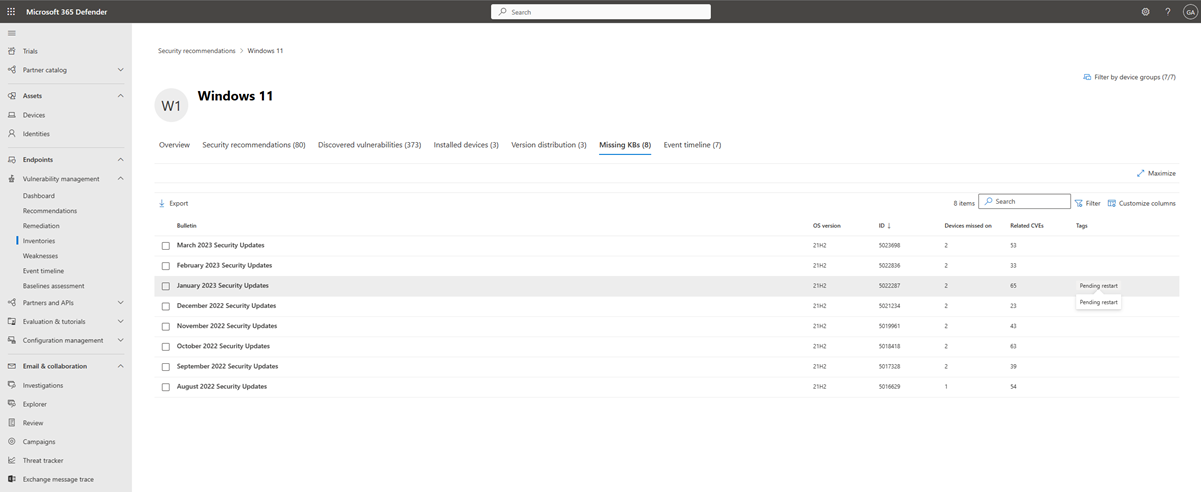 Microsoft 365 Defender
Search
GA
Trials
Partner catalog
Assets
Devices
Identities
Endpoints
Vulnerability management
Dashboard
Recommendations
Remediation
Inventories
Weaknesses
Event timeline
Baselines assessment
Partners and APIs
Evaluation & tutorials
Configuration management
Email & collaboration
Investigations
Explorer
Review
Campaigns
Threat tracker
Exchange message trace
Security recommendations > Windows 11
Filter by device groups (7/7)
W1
Windows 11
Overview Security recommendations (80) Discovered vulnerabilities (373) Installed devices (3) Version distribution (3) Missing KBs (8) Event timeline (7)
Maximize
Export 8 items Search Filter Customize columns
Bulletin OS version ID ↓ Devices missed on Related CVEs Tags
March 2023 Security Updates 21H2 5023698 2 53
February 2023 Security Updates 21H2 5022836 2 33
January 2023 Security Updates 21H2 5022287 2 65 Pending restart
Pending restart
December 2022 Security Updates 21H2 5021234 2 23
November 2022 Security Updates 21H2 5019961 2 43
October 2022 Security Updates 21H2 5018418 2 63
September 2022 Security Updates 21H2 5017328 2 39
August 2022 Security Updates 21H2 5016629 1 54